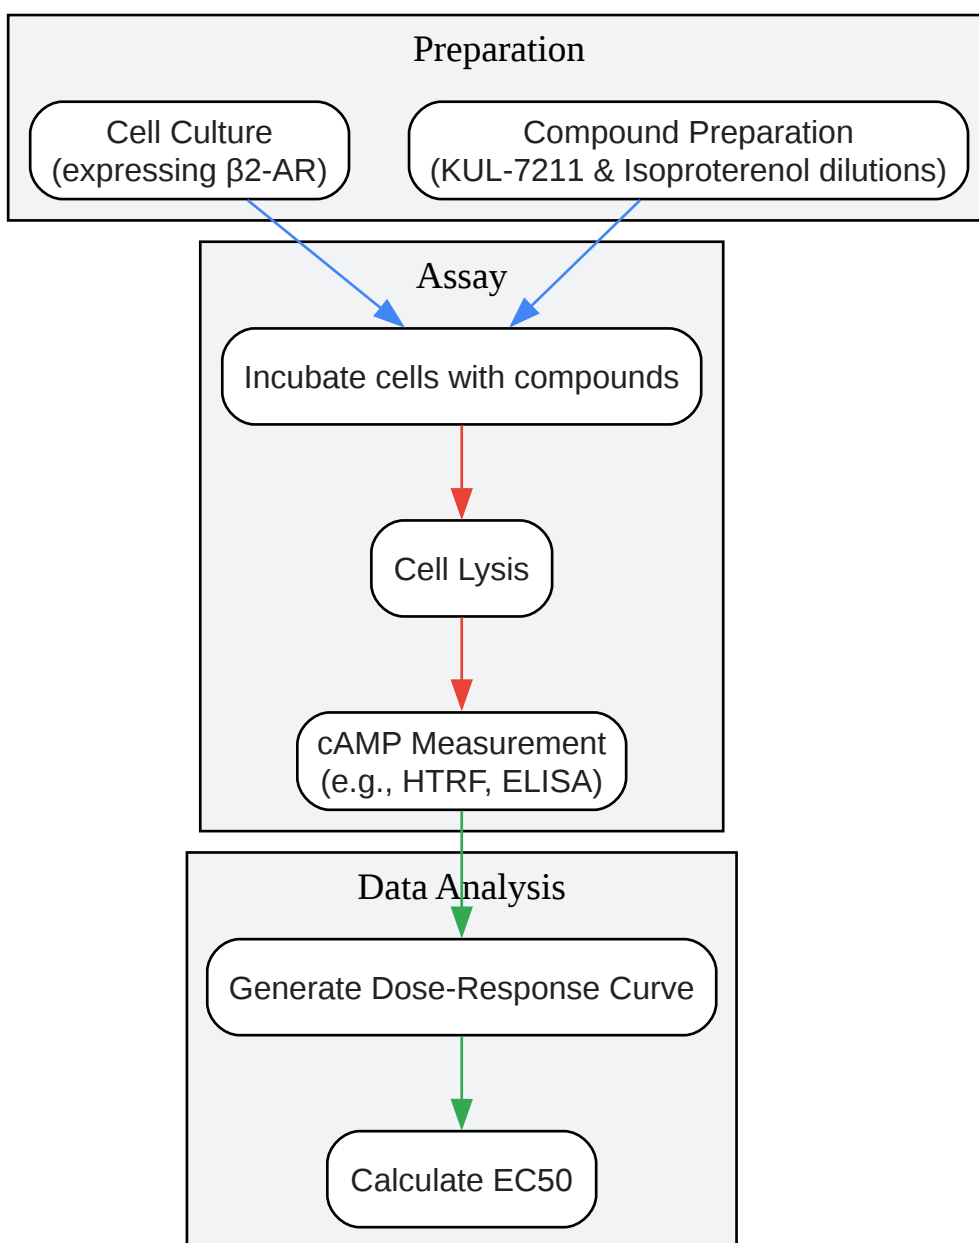 Preparation
Cell Culture
(expressing β2-AR)
Compound Preparation
(KUL-7211 & Isoproterenol dilutions)
Assay
Incubate cells with compounds
Cell Lysis
cAMP Measurement
(e.g., HTRF, ELISA)
Data Analysis
Generate Dose-Response Curve
Calculate EC50